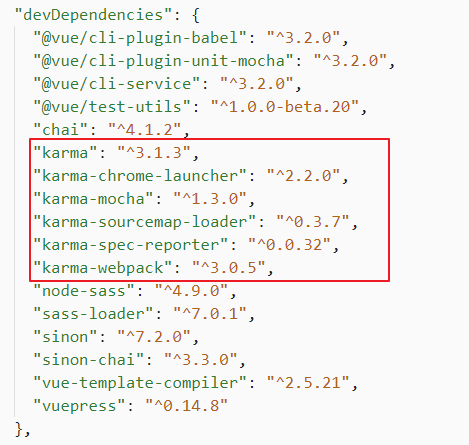 "devDependencies": {
"@vue/cli-plugin-babel": "^3.2.0",
"@vue/cli-plugin-unit-mocha": "^3.2.0",
"@vue/cli-service": "^3.2.0",
"@vue/test-utils": "^1.0.0-beta.20",
"chai": "^4.1.2",
"karma": "^3.1.3",
"karma-chrome-launcher": "^2.2.0",
"karma-mocha": "^1.3.0",
"karma-sourcemap-loader": "^0.3.7",
"karma-spec-reporter": "^0.0.32",
"karma-webpack": "^3.0.5",
"node-sass": "^4.9.0",
"sass-loader": "^7.0.1",
"sinon": "^7.2.0",
"sinon-chai": "^3.3.0",
"vue-template-compiler": "^2.5.21",
"vuepress": "^0.14.8"
},